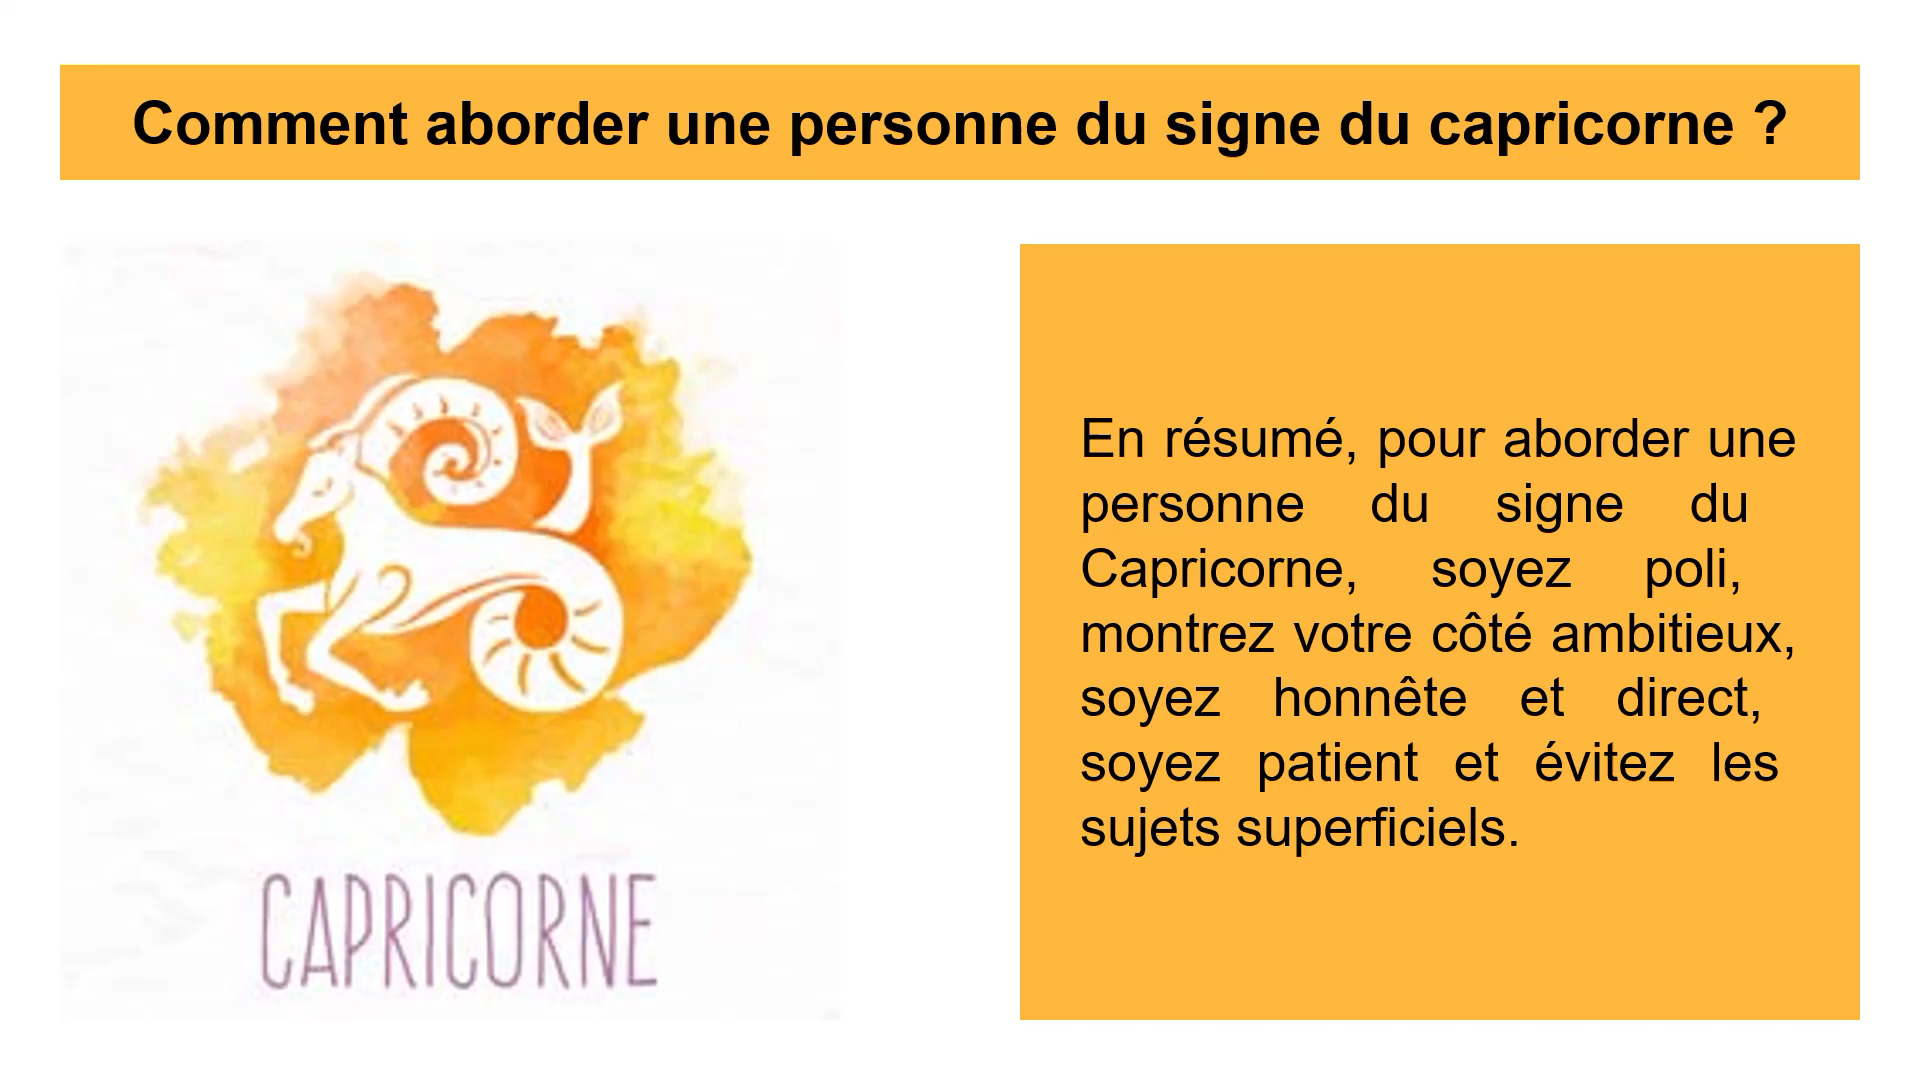 Comment aborder une personne du signe du capricorne ?
CAPRICORNE
En résumé, pour aborder une
personne du signe du
Capricorne, soyez poli,
montrez votre côté ambitieux,
soyez honnête et direct,
soyez patient et évitez les
sujets superficiels.